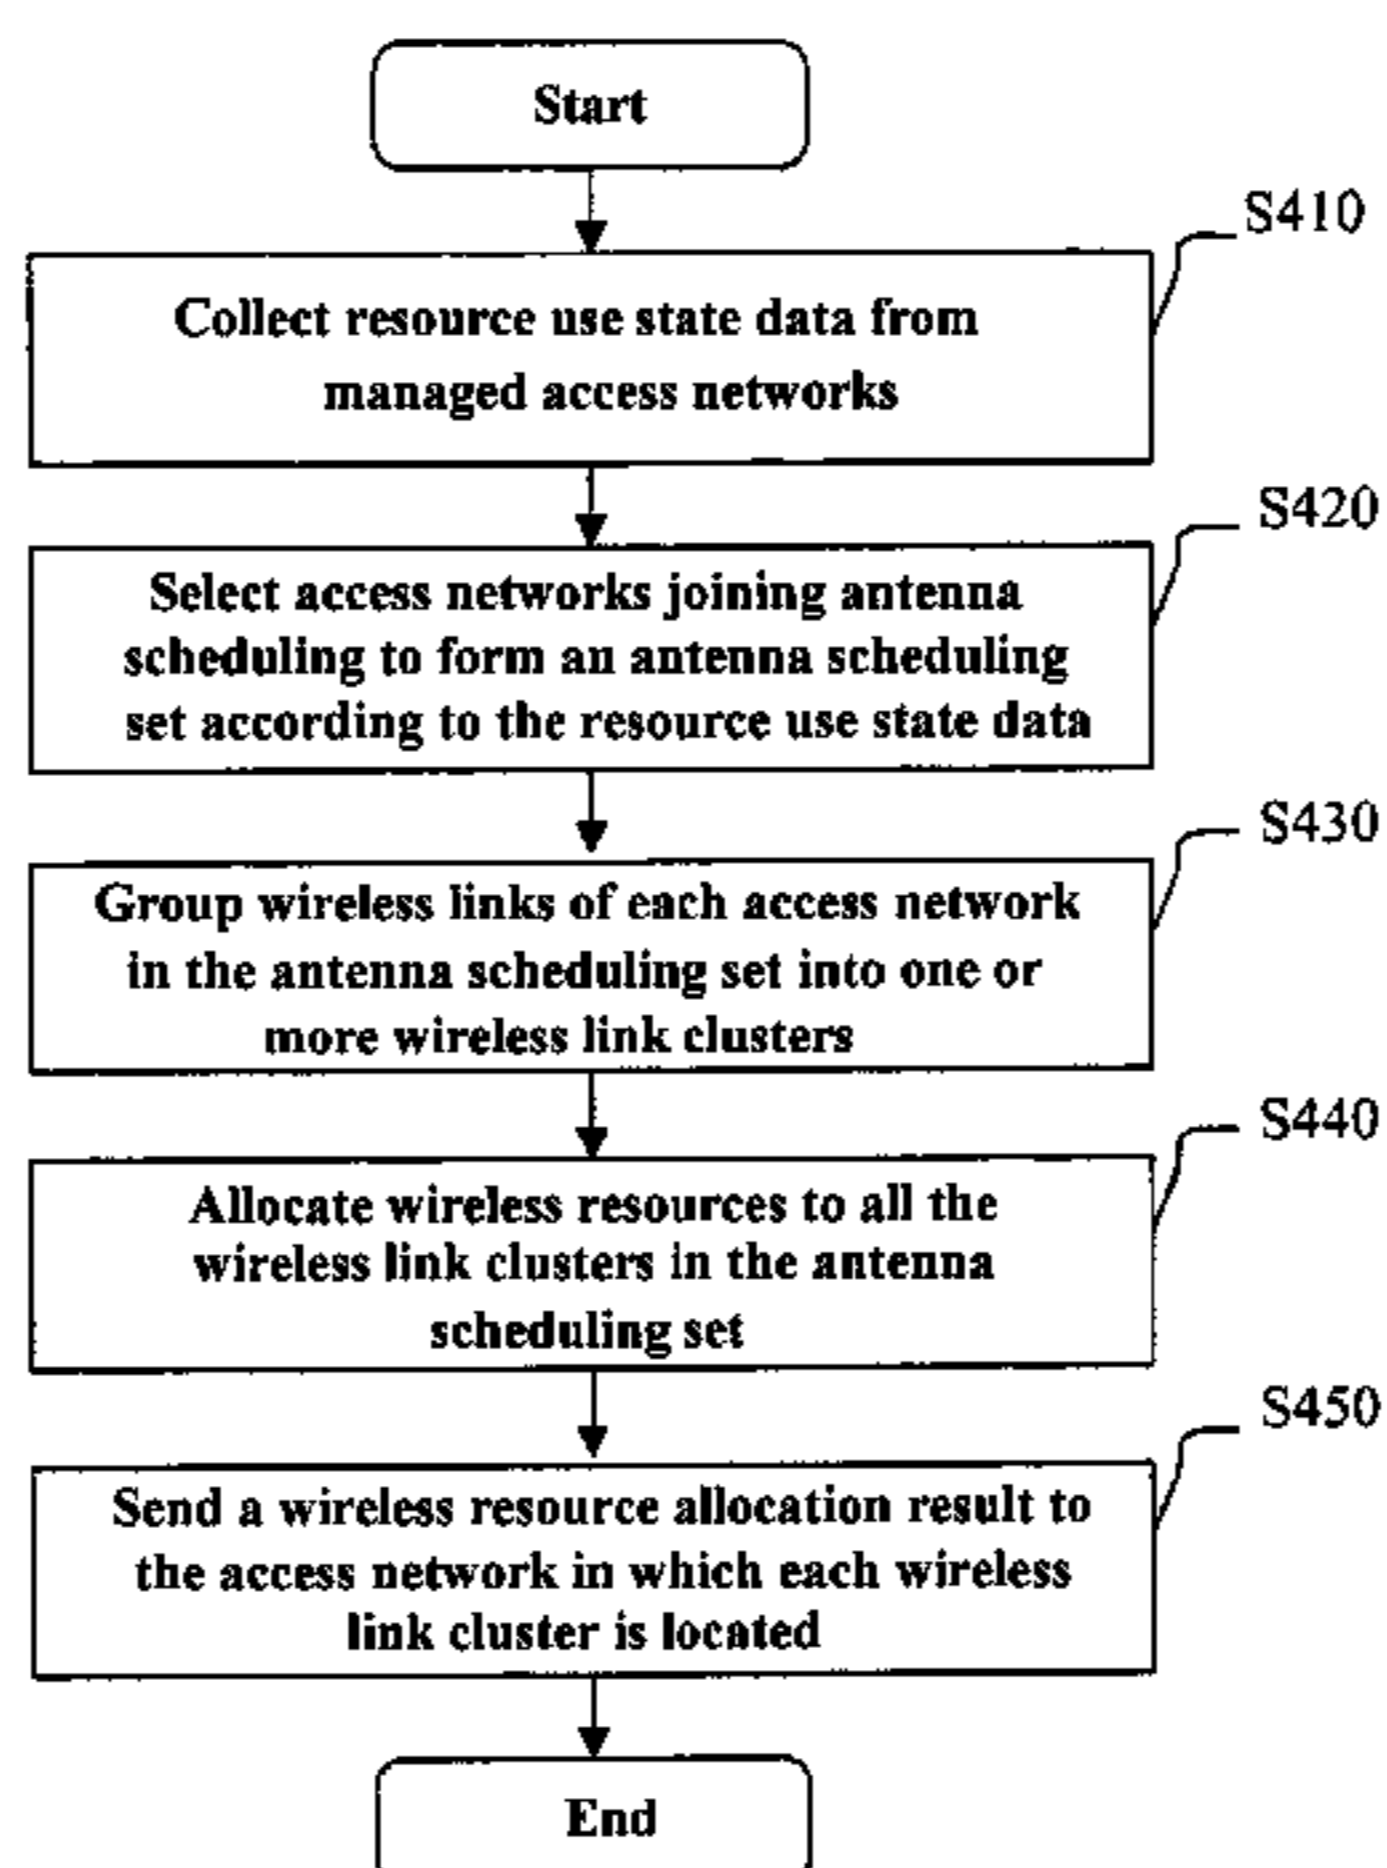 Start
S410
Collect resource use state data from
managed access networks
S420
Select access networks joining antenna
scheduling to form an antenna scheduling
set according to the resource use state data
S430
Group wireless links of each access network
in the antenna scheduling set into one or
more wireless link clusters
S440
Allocate wireless resources to all the
wireless link clusters in the antenna
scheduling set
S450
Send a wireless resource allocation result to
the access network in which each wireless
link cluster is located
End